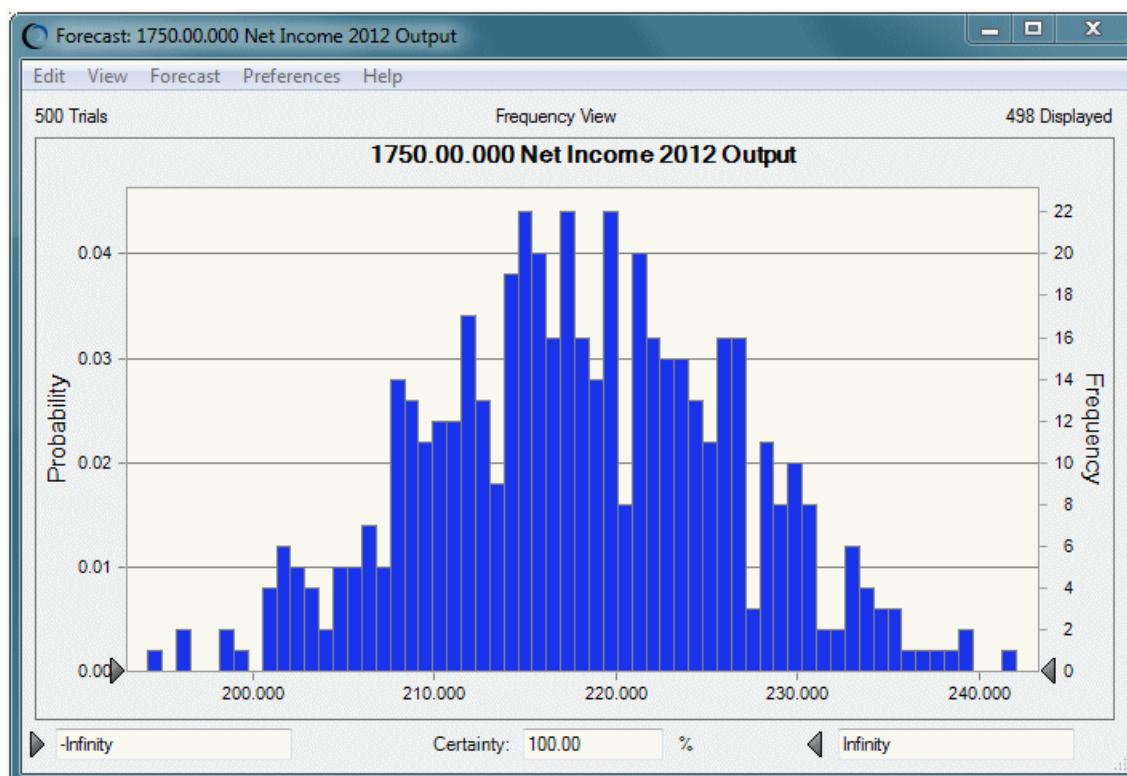 Forecast: 1750.00.000 Net Income 2012 Output
Edit View Forecast Preferences Help
500 Trials Frequency View 498 Displayed
1750.00.000 Net Income 2012 Output
Probability
0.04
0.03
0.02
0.01
0.00
22
20
18
16
14
12
10
8
6
4
2
0
Frequency
200.000 210.000 220.000 230.000 240.000
-Infinity Certainty: 100.00 % Infinity